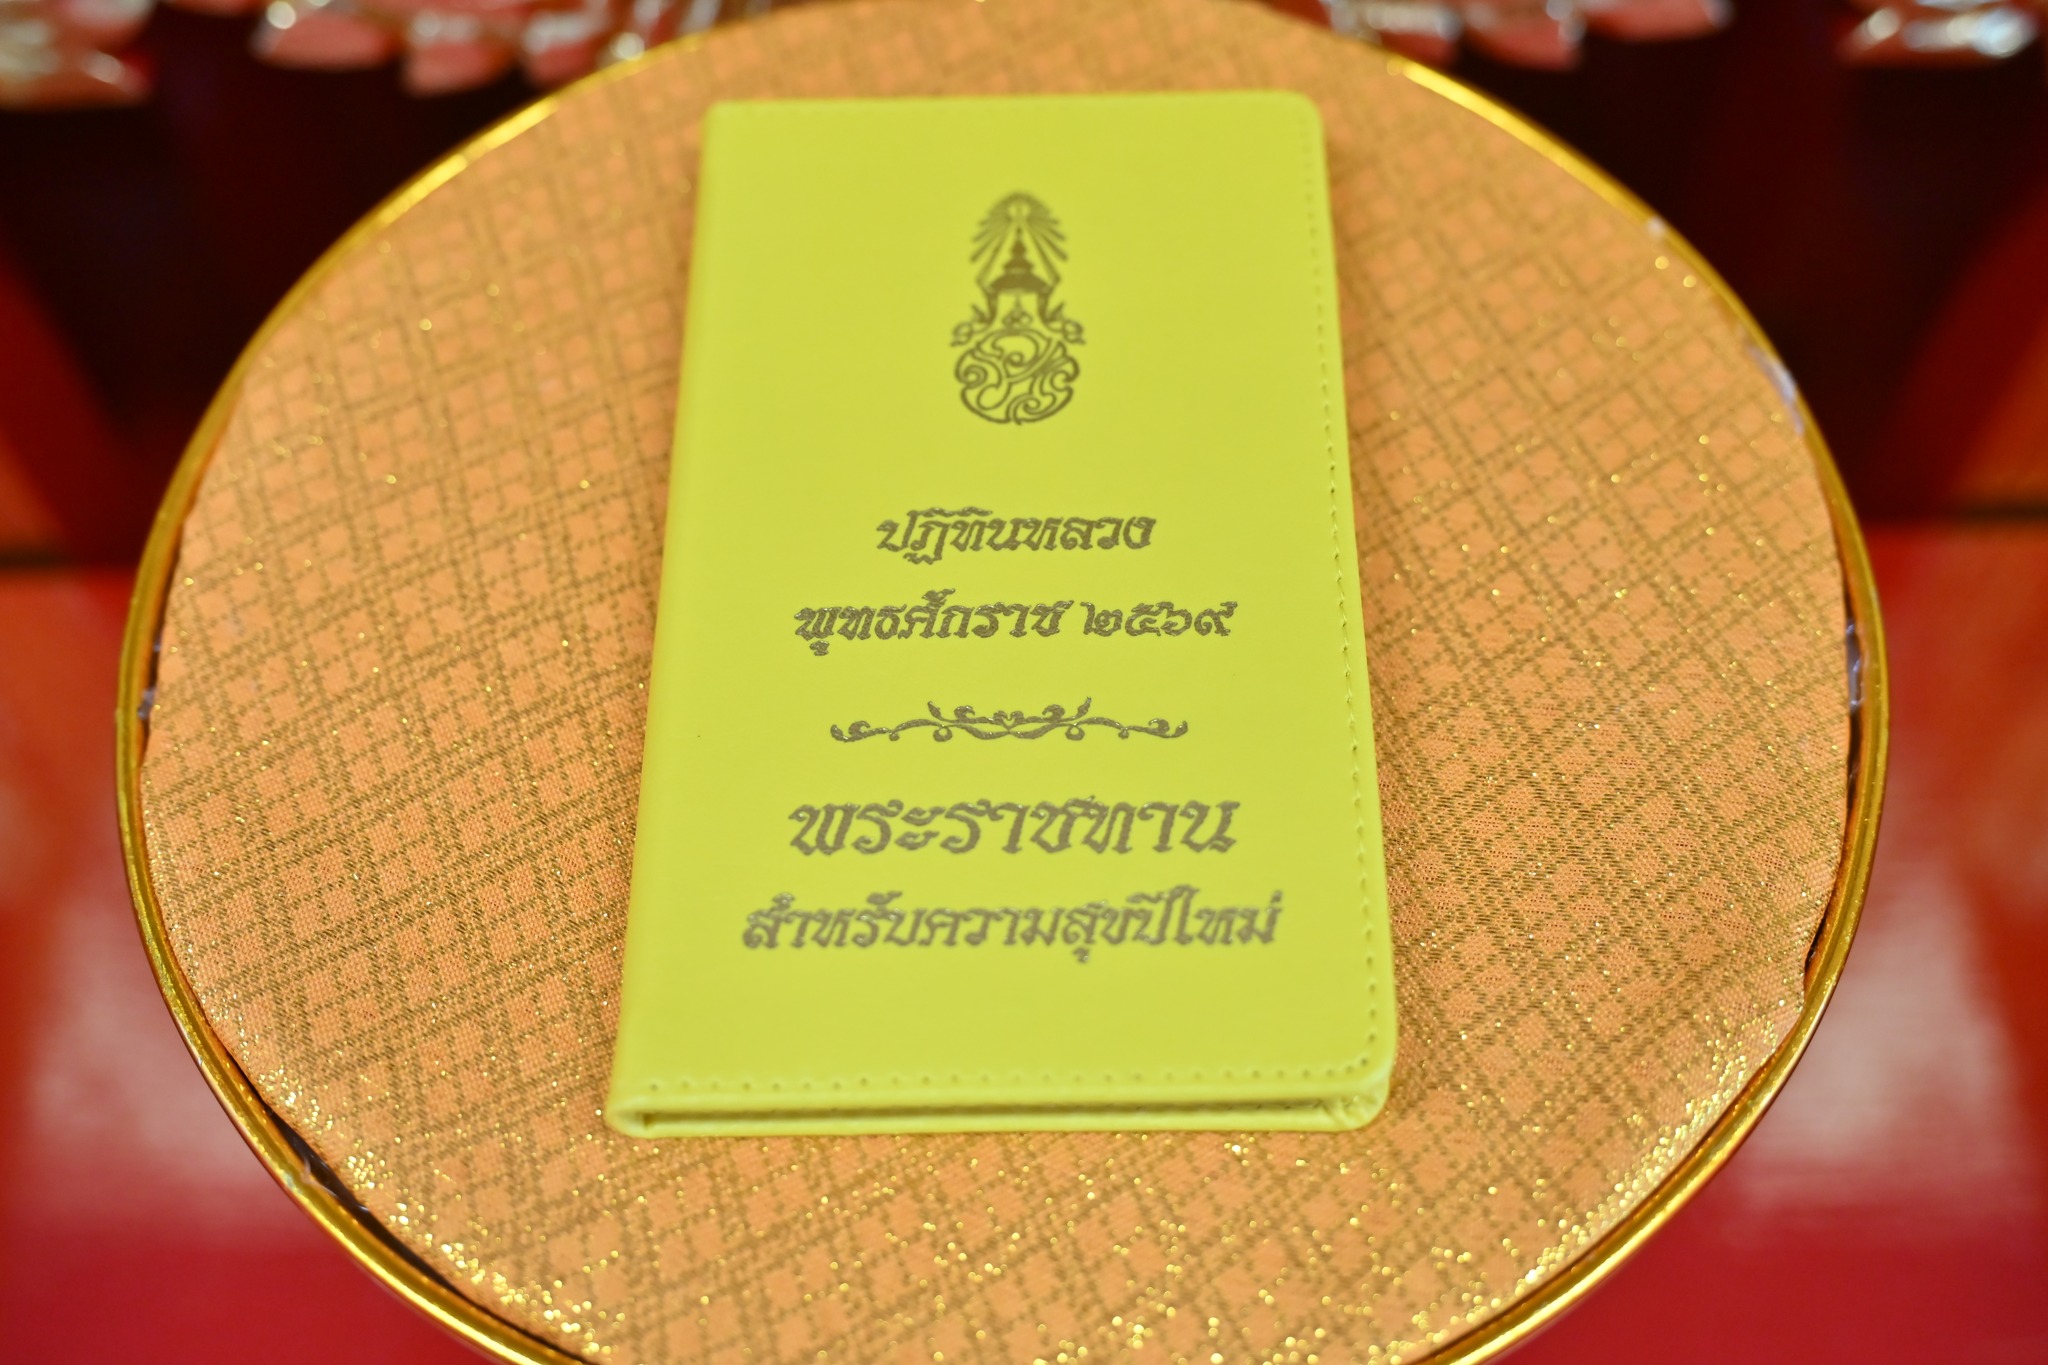 ปฏิทินหลวง
พุทธศักราช ๒๕๖๙
พระราชทาน
สำหรับความสุขปีใหม่